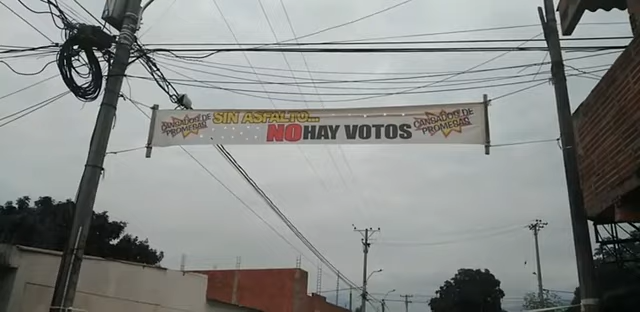 CANSADOS DE
PROMESAS
SIN ASFALTO...
NO HAY VOTOS
CANSADOS DE
PROMESAS